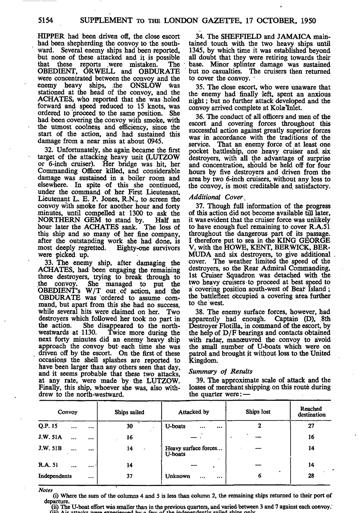 5154 SUPPLEMENT TO THE LONDON GAZETTE, 17 OCTOBER, 1950
HIPPER had been driven off, the close escort
had been shepherding the convoy to the south-
ward. Several enemy ships had been reported,
but none of these attacked and it is possible
that these reports were mistaken. The
OBEDIENT, ORWELL and OBDURATE
were concentrated between the convoy and the
enemy heavy ships, the ONSLOW was
stationed at the head of the convoy, and the
ACHATES, who reported that she was holed
forward and speed reduced to 15 knots, was
ordered to proceed to the same position. She
had been covering the convoy with smoke, with
the utmost coolness and efficiency, since the
start of the action, and had sustained this
damage from a near miss at about 0945.
32. Unfortunately, the again became the first
target of the attacking heavy unit (LUTZOW
or 6-inch cruiser). Her bridge was hit, her
Commanding Officer killed, and considerable
damage was sustained in a boiler room and
elsewhere. In spite of this she continued,
under the command of her First Lieutenant,
Lieutenant L. E. P. Jones, R.N., to screen the
convoy with smoke for another hour and forty
minutes, until compelled at 1300 to ask the
NORTHERN GEM to stand by. Half an
hour later the ACHATES sank. The loss of
this ship and so many of her fine company,
after the outstanding work she had done, is
most deeply regretted. Eighty-one survivors
were picked up.
33. The enemy ship, after damaging the
ACHATES, had been engaging the remaining
three destroyers, trying to break through to
the convoy. She managed to put the
OBEDIENT'S W/T out of action, and the
OBDURATE was ordered to assume com-
mand, but apart from this she had no success,
while several hits were claimed on her. Two
destroyers which followed her took no part in
the action. She disappeared to the north-
westwards at 1130. Twice more during the
next forty minutes did an enemy heavy ship
approach the convoy but each time she was
driven off by the escort. On the first of these
occasions the shell splashes are reported to
have been larger than any others seen that day,
and it seems probable that these two attacks,
at any rate, were made by the LUTZOW.
Finally, this ship, whoever she was, also with-
drew to the north-westward.
34. The SHEFFIELD and JAMAICA main-
tained touch with the two heavy ships until
1345, by which time it was established beyond
all doubt that they were retiring towards their
base. Minor splinter damage was sustained
but no casualties. The cruisers then returned
to cover the convoy.
35. The close escort, who were unaware that
the enemy had finally left, spent an anxious
night; but no further attack developed and the
convoy arrived complete at Kola Inlet.
36. The conduct of all officers and men of the
escort and covering forces throughout this
successful action against greatly superior forces
was in accordance with the traditions of the
service. That an enemy force of at least one
pocket battleship, one heavy cruiser and six
destroyers, with all the advantage of surprise
and concentration, should be held off for four
hours by five destroyers and driven from the
area by two 6-inch cruisers, without any loss to
the convoy, is most creditable and satisfactory.
Additional Cover
37. Though full information of the progress
of this action did not become available till later,
it was evident that the cruiser force was unlikely
to have enough fuel remaining to cover R.A.51
throughout the dangerous part of its passage.
I therefore put to sea in the KING GEORGE
V, with the HOWE, KENT, BERWICK, BER-
MUDA and six destroyers, to give additional
cover. The weather limited the speed of the
destroyers, so the Rear Admiral Commanding,
1st Cruiser Squadron was detached with the
two heavy cruisers to proceed at best speed to
a covering position south-west of Bear Island;
the battlefleet occupied a covering area further
to the west.
38. The enemy surface forces, however, had
apparently had enough. Captain (D), 8th
Destroyer Flotilla, in command of the escort, by
the help of D/F bearings and contacts obtained
with radar, manœuvred the convoy to avoid
the small number of U-boats which were on
patrol and brought it without loss to the United
Kingdom.
Summary of Results
39. The approximate scale of attack and the
losses of merchant shipping on this route during
the quarter were:—
Convoy Ships sailed Attacked by Ships lost Reached destination
Q.P. 15 ... ... 30 U-boats ... ... 2 27
J.W. 51A ... ... 16 — — 16
J.W. 51B ... ... 14 Heavy surface forces... U-boats — 14
R.A. 51 ... ... 14 — — 14
Independents 37 Unknown ... ... 6 28
Notes
(i) Where the sum of the columns 4 and 5 is less than column 2, the remaining ships returned to their port of
departure.
(ii) The U-boat effort was smaller than in the previous quarters, and varied between 3 and 7 against each convoy.